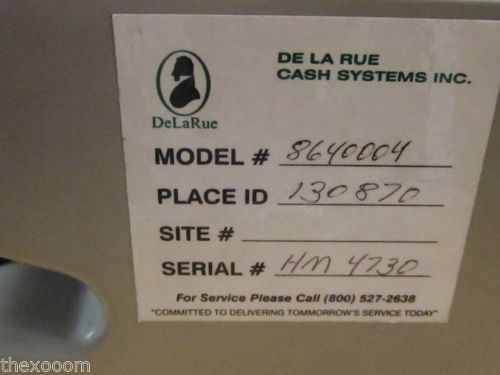 DE LA RUE
CASH SYSTEMS INC.
DeLaRue
MODEL # 8640004
PLACE ID 130870
SITE #
SERIAL # HM 4730
For Service Please Call (800) 527-2638
"COMMITTED TO DELIVERING TOMMORROW'S SERVICE TODAY"
thexooom